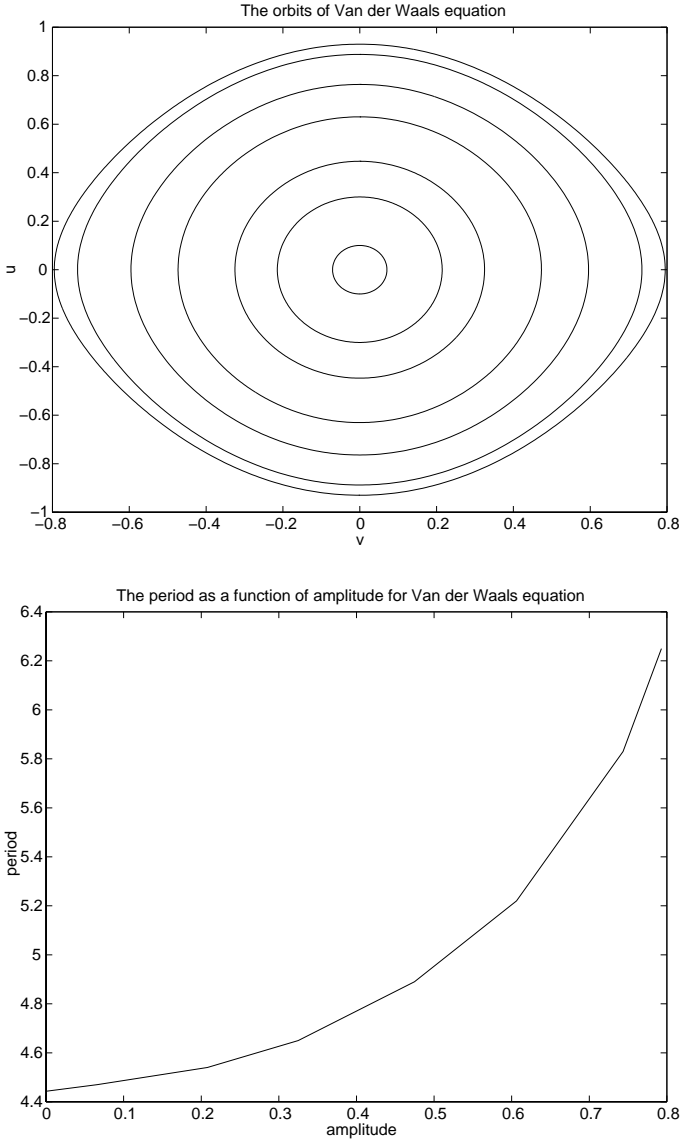 The orbits of Van der Waals equation
1
0.8
0.6
0.4
0.2
0
−0.2
−0.4
−0.6
−0.8
−1
u
−0.8 −0.6 −0.4 −0.2 0 0.2 0.4 0.6 0.8
v
The period as a function of amplitude for Van der Waals equation
6.4
6.2
6
5.8
5.6
5.4
5.2
5
4.8
4.6
4.4
period
0 0.1 0.2 0.3 0.4 0.5 0.6 0.7 0.8
amplitude